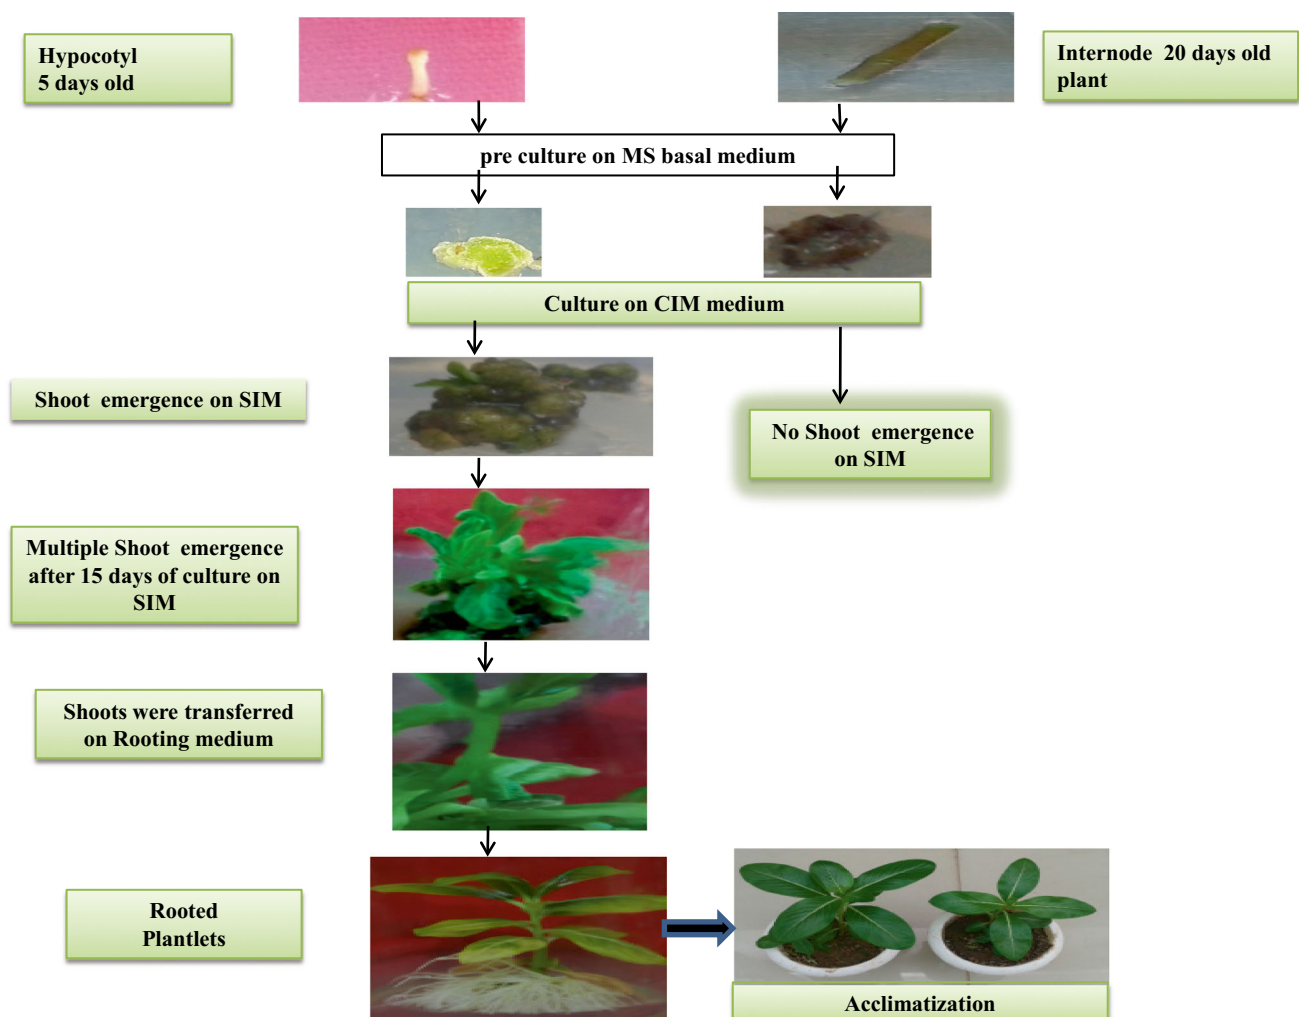 Hypocotyl
5 days old
Internode 20 days old
plant
pre culture on MS basal medium
Culture on CIM medium
Shoot emergence on SIM
No Shoot emergence
on SIM
Multiple Shoot emergence
after 15 days of culture on
SIM
Shoots were transferred
on Rooting medium
Rooted
Plantlets
Acclimatization